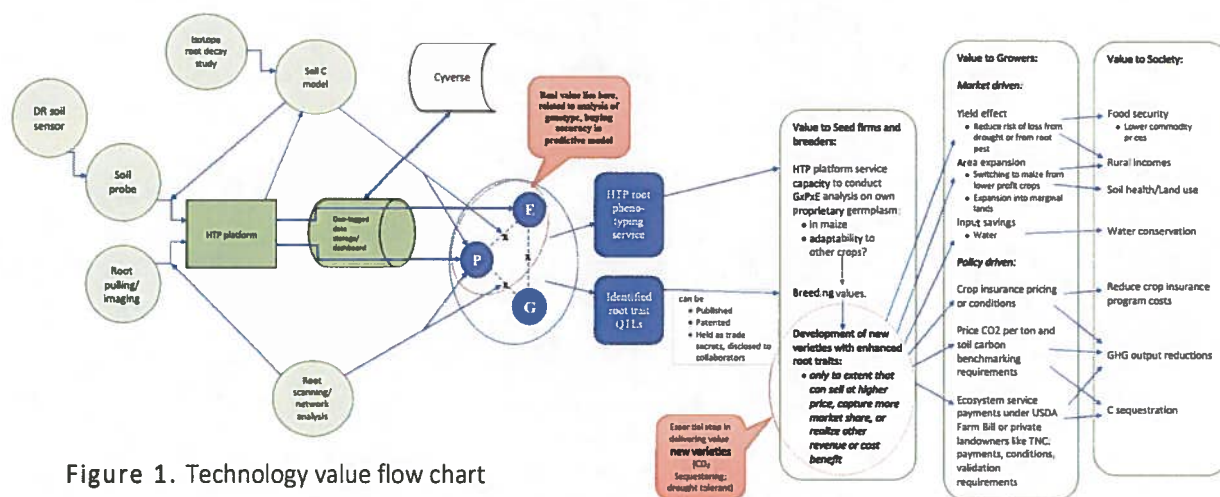 Isotope
root decay
study
Soil C
model
Cyverse
DR soil
sensor
Soil
probe
HTP platform
Geo-tagged
data
storage/
dashboard
Root
pulling/
imaging
Root
scanning/
network
analysis
Real value lies here,
related to analysis of
genotype, buying
accuracy in
predictive model
E
x
P
x
x
G
HTP root
pheno-
typing
service
Identified
root trait
QTLs
can be
• Published
• Patented
• Held as trade
secrets, disclosed to
collaborators
Value to Seed firms and
breeders:
HTP platform service
capacity to conduct
GxPxE analysis on own
proprietary germplasm:
• in maize
• adaptability to
other crops?
Breeding values.
Development of new
varieties with enhanced
root traits:
• only to extent that
can sell at higher
price, capture more
market share, or
realize other
revenue or cost
benefit
Essential step in
delivering value
new varieties
(CO2
Sequestering;
drought tolerant)
Value to Growers:
Market driven:
Yield effect
• Reduce risk of loss from
drought or from root
pest
Area expansion
• Switching to maize from
lower profit crops
• Expansion into marginal
lands
Input savings
• Water
Policy driven:
Crop insurance pricing
or conditions
Price CO2 per ton and
soil carbon
benchmarking
requirements
Ecosystem service
payments under USDA
Farm Bill or private
landowners like TNC:
payments, conditions,
validation
requirements
Value to Society:
Food security
• Lower commodity
prices
Rural incomes
Soil health/Land use
Water conservation
Reduce crop insurance
program costs
GHG output reductions
C sequestration
Figure 1. Technology value flow chart